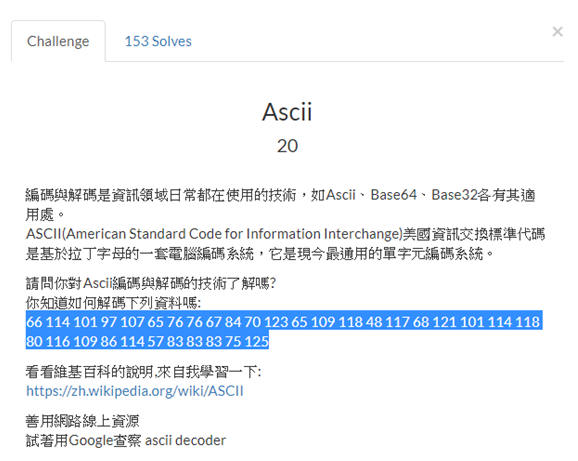 Challenge
153 Solves
×
Ascii
20
編碼與解碼是資訊領域日常都在使用的技術，如Ascii、Base64、Base32各有其適
用處。
ASCII(American Standard Code for Information Interchange)美國資訊交換標準代碼
是基於拉丁字母的一套電腦編碼系統，它是現今最通用的單字元編碼系統。
請問你對Ascii編碼與解碼的技術了解嗎?
你知道如何解碼下列資料嗎:
66 114 101 97 107 65 76 76 67 84 70 123 65 109 118 48 117 68 121 101 114 118
80 116 109 86 114 57 83 83 83 75 125
看看維基百科的說明,來自我學習一下:
https://zh.wikipedia.org/wiki/ASCII
善用網路線上資源
試著用Google查察 ascii decoder